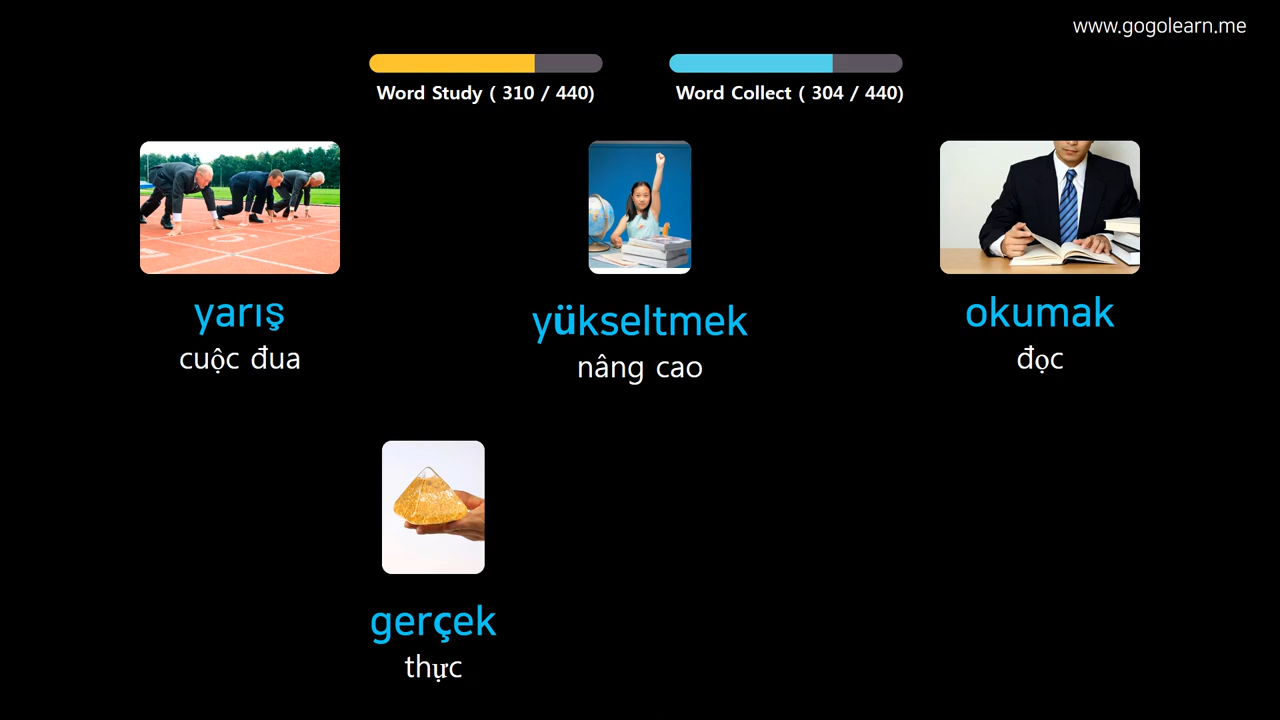 www.gogolearn.me
Word Study ( 310 / 440)
Word Collect ( 304 / 440)
yarış
cuộc đua
yükseltmek
nâng cao
okumak
đọc
gerçek
thực